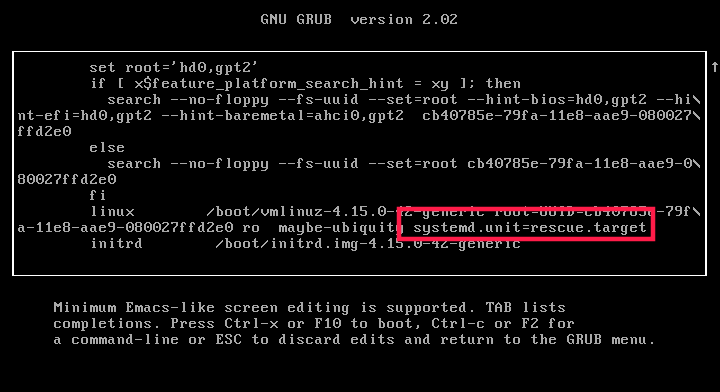 GNU GRUB  version 2.02
set root='hd0,gpt2'
if [ x$feature_platform_search_hint = xy ]; then
search --no-floppy --fs-uuid --set=root --hint-bios=hd0,gpt2 --hi\
nt-efi=hd0,gpt2 --hint-baremetal=ahci0,gpt2  cb40785e-79fa-11e8-aae9-080027\
ffd2e0
else
search --no-floppy --fs-uuid --set=root cb40785e-79fa-11e8-aae9-0\
80027ffd2e0
fi
linux        /boot/vmlinuz-4.15.0-42-generic root=UUID=cb40785e-79f\
a-11e8-aae9-080027ffd2e0 ro  maybe-ubiquity systemd.unit=rescue.target
initrd       /boot/initrd.img-4.15.0-42-generic
Minimum Emacs-like screen editing is supported. TAB lists
completions. Press Ctrl-x or F10 to boot, Ctrl-c or F2 for
a command-line or ESC to discard edits and return to the GRUB menu.